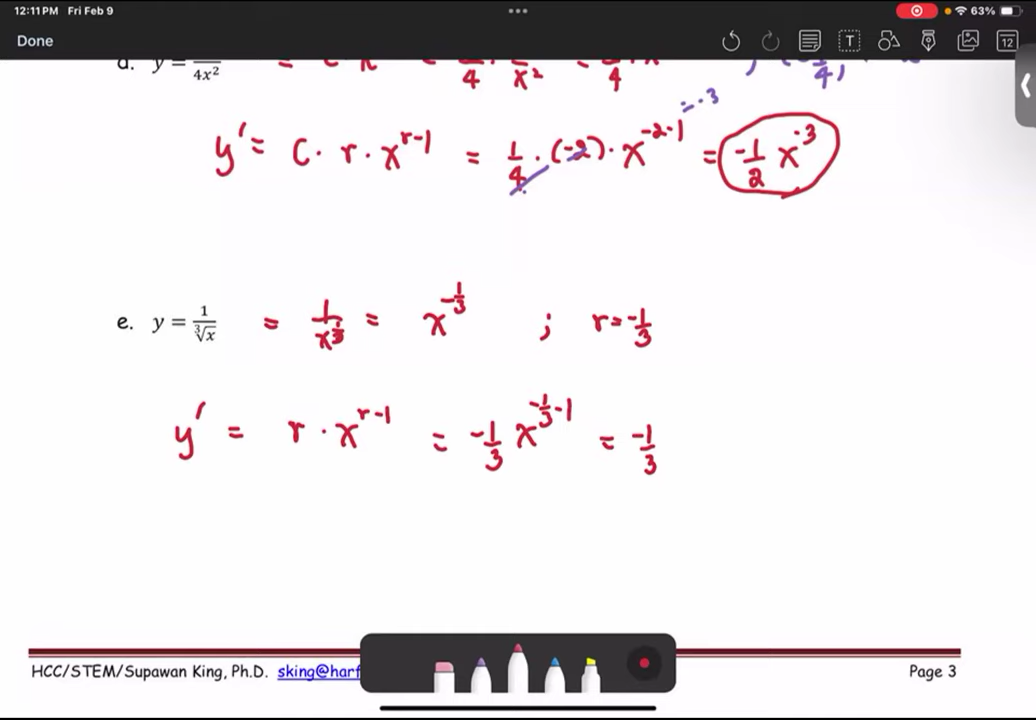 12:11 PM Fri Feb 9 63%
Done T 12
d. y = 4x²
y' = C · r · x^(r-1) = 1/4 · (-2) · x^(-2-1) = -3 = -1/2 x^-3
e. y = 1/∛x = 1/x^(1/3) = x^(-1/3) ; r = -1/3
y' = r · x^(r-1) = -1/3 x^(-1/3-1) = -1/3
HCC/STEM/Supawan King, Ph.D. sking@harf Page 3